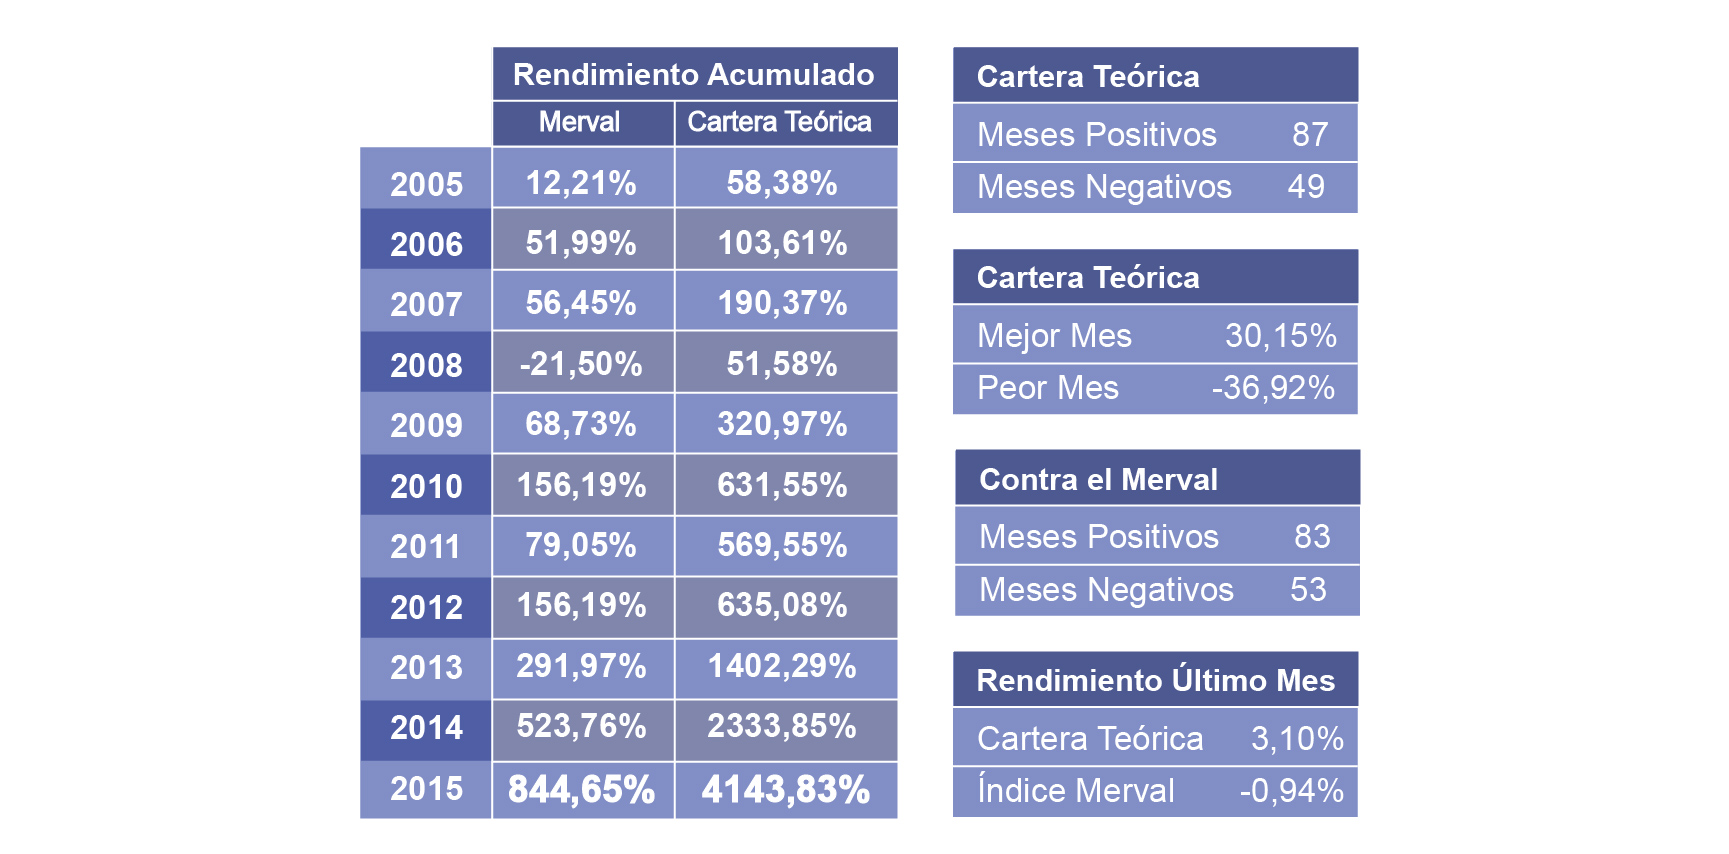 Rendimiento Acumulado
Merval Cartera Teórica
2005 12,21% 58,38%
2006 51,99% 103,61%
2007 56,45% 190,37%
2008 -21,50% 51,58%
2009 68,73% 320,97%
2010 156,19% 631,55%
2011 79,05% 569,55%
2012 156,19% 635,08%
2013 291,97% 1402,29%
2014 523,76% 2333,85%
2015 844,65% 4143,83%
Cartera Teórica
Meses Positivos 87
Meses Negativos 49
Cartera Teórica
Mejor Mes 30,15%
Peor Mes -36,92%
Contra el Merval
Meses Positivos 83
Meses Negativos 53
Rendimiento Último Mes
Cartera Teórica 3,10%
Índice Merval -0,94%